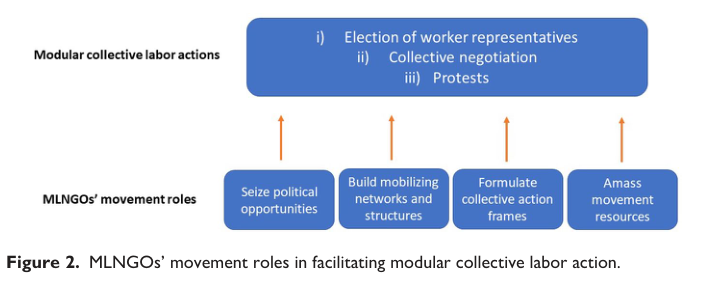 Modular collective labor actions
i) Election of worker representatives
ii) Collective negotiation
iii) Protests
MLNGOs' movement roles
Seize political
opportunities
Build mobilizing
networks and
structures
Formulate
collective action
frames
Amass
movement
resources
Figure 2. MLNGOs' movement roles in facilitating modular collective labor action.